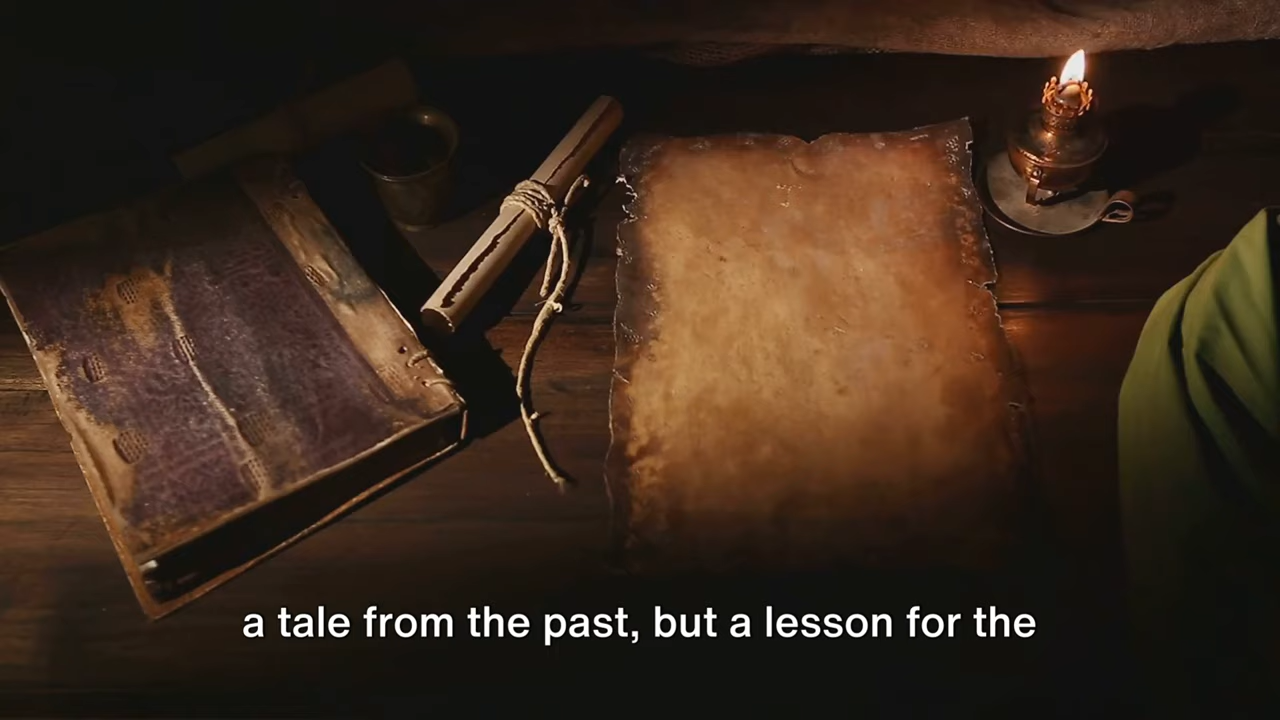 a tale from the past, but a lesson for the